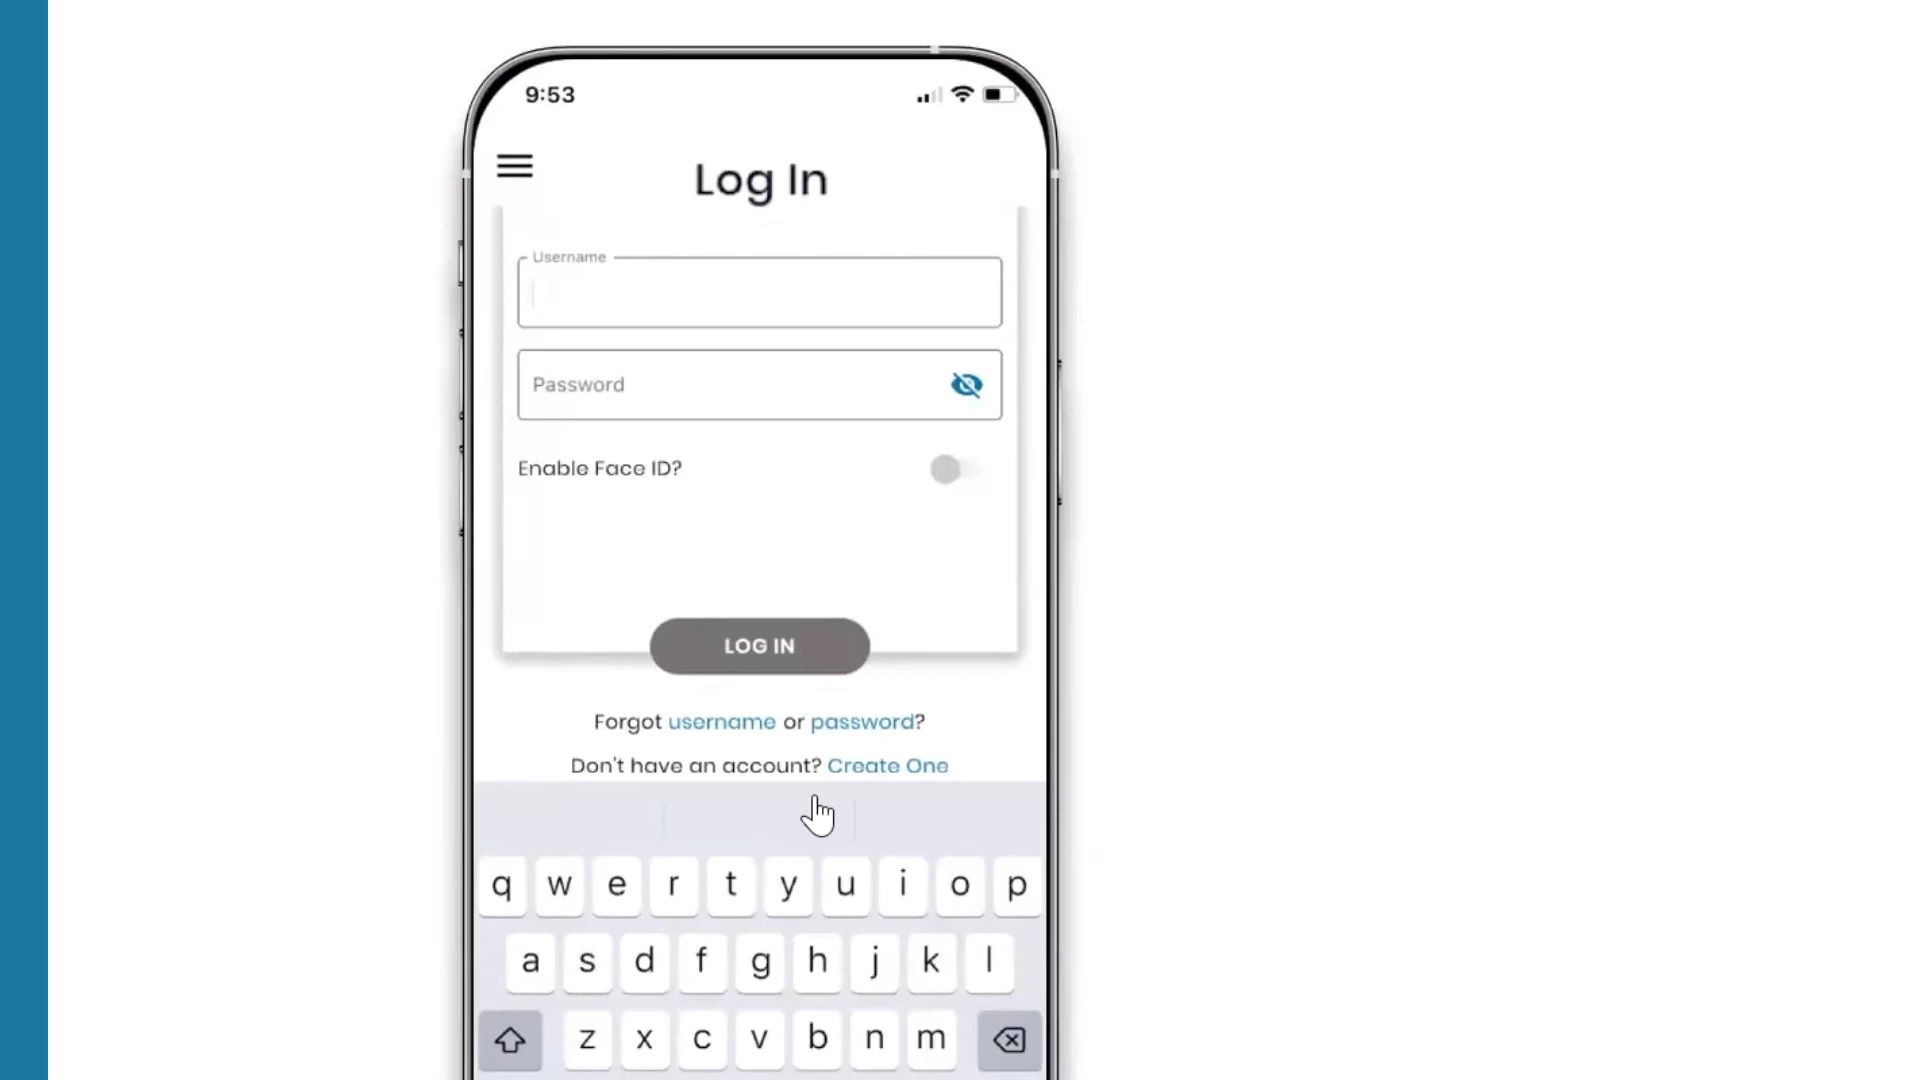 9:53
Log In
Username
Password
Enable Face ID?
LOG IN
Forgot username or password?
Don't have an account? Create One
q w e r t y u i o p
a s d f g h j k l
z x c v b n m